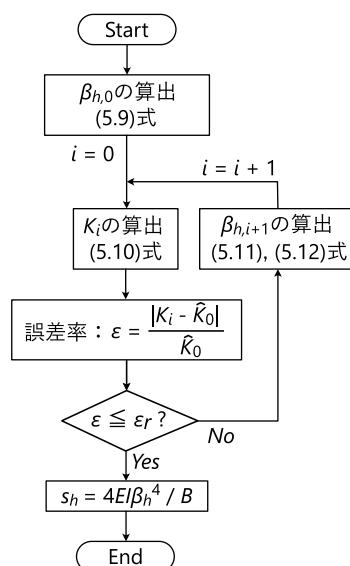 Start
βh,0の算出
(5.9)式
i = 0
i = i + 1
Kiの算出
(5.10)式
βh,i+1の算出
(5.11), (5.12)式
誤差率：ε = |Ki - K̂0| / K̂0
ε ≦ εr ?
No
Yes
sh = 4EIβh⁴ / B
End